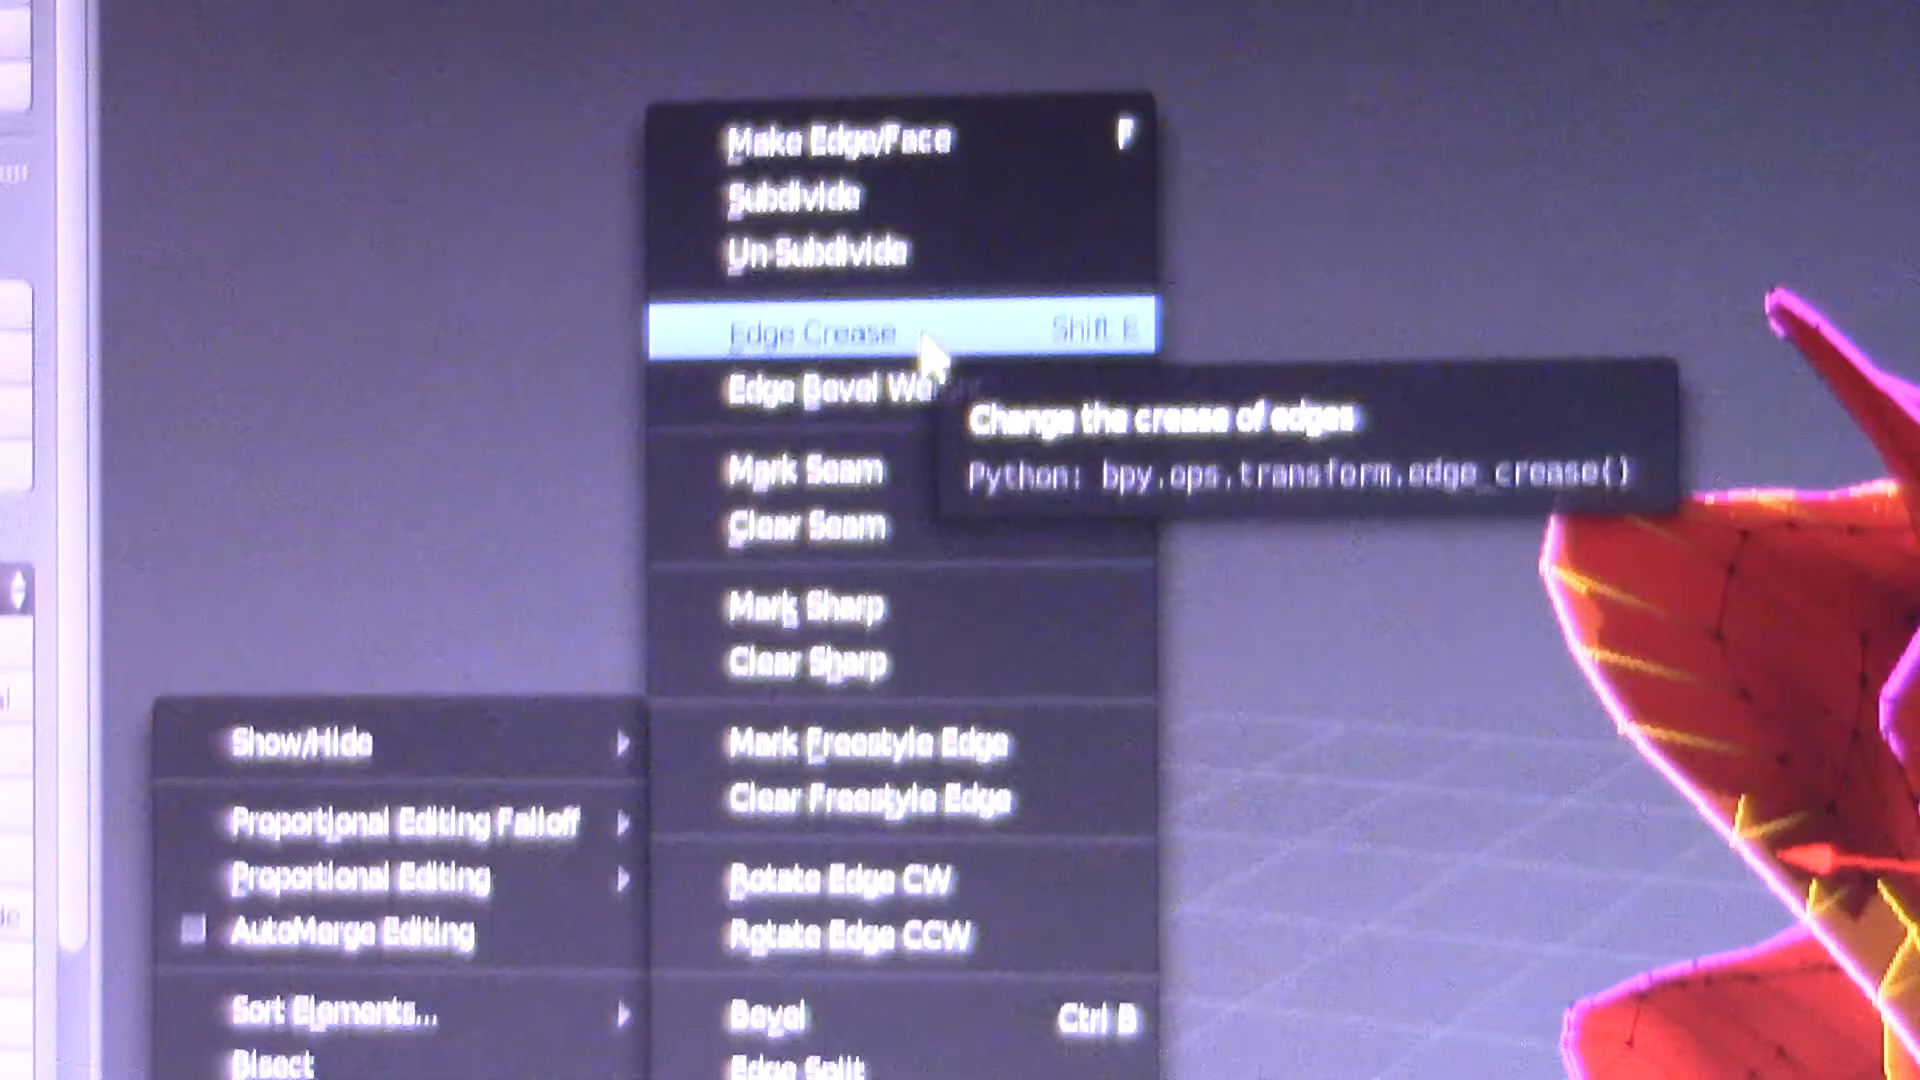 Make Edge/Face F
Subdivide
Un-Subdivide
Edge Crease Shift E
Edge Bevel
Change the crease of edges
Python: bpy.ops.transform.edge_crease()
Mark Seam
Clear Seam
Mark Sharp
Clear Sharp
Mark Freestyle Edge
Clear Freestyle Edge
Rotate Edge CW
Rotate Edge CCW
Bevel Ctrl B
Edge Split
Show/Hide
Proportional Editing Falloff
Proportional Editing
AutoMerge Editing
Sort Elements...
Bisect